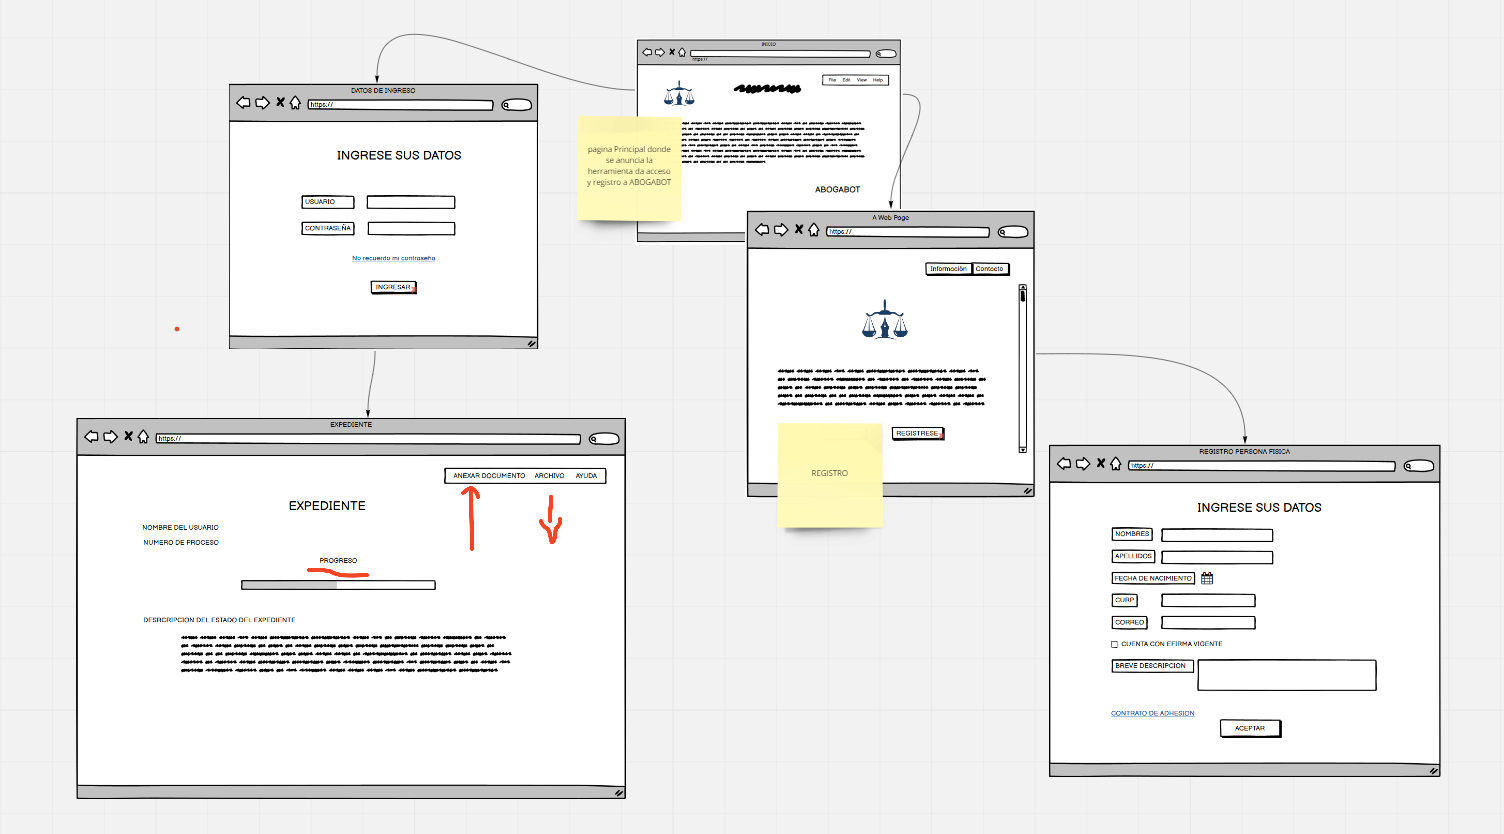 INICIO
https://
File Edit View Help
pagina Principal donde
se anuncia la
herramienta da acceso
y registro a ABOGABOT
ABOGABOT
DATOS DE INGRESO
https://
INGRESE SUS DATOS
USUARIO
CONTRASEÑA
No recuerdo mi contraseña
INGRESAR
A Web Page
https://
Información Contacto
REGISTRESE
REGISTRO
EXPEDIENTE
https://
ANEXAR DOCUMENTO ARCHIVO AYUDA
EXPEDIENTE
NOMBRE DEL USUARIO
NUMERO DE PROCESO
PROGRESO
DESRCRIPCION DEL ESTADO DEL EXPEDIENTE
REGISTRO PERSONA FISICA
https://
INGRESE SUS DATOS
NOMBRES
APELLIDOS
FECHA DE NACIMIENTO
CURP
CORREO
CUENTA CON EFIRMA VIGENTE
BREVE DESCRIPCION
CONTRATO DE ADHESION
ACEPTAR